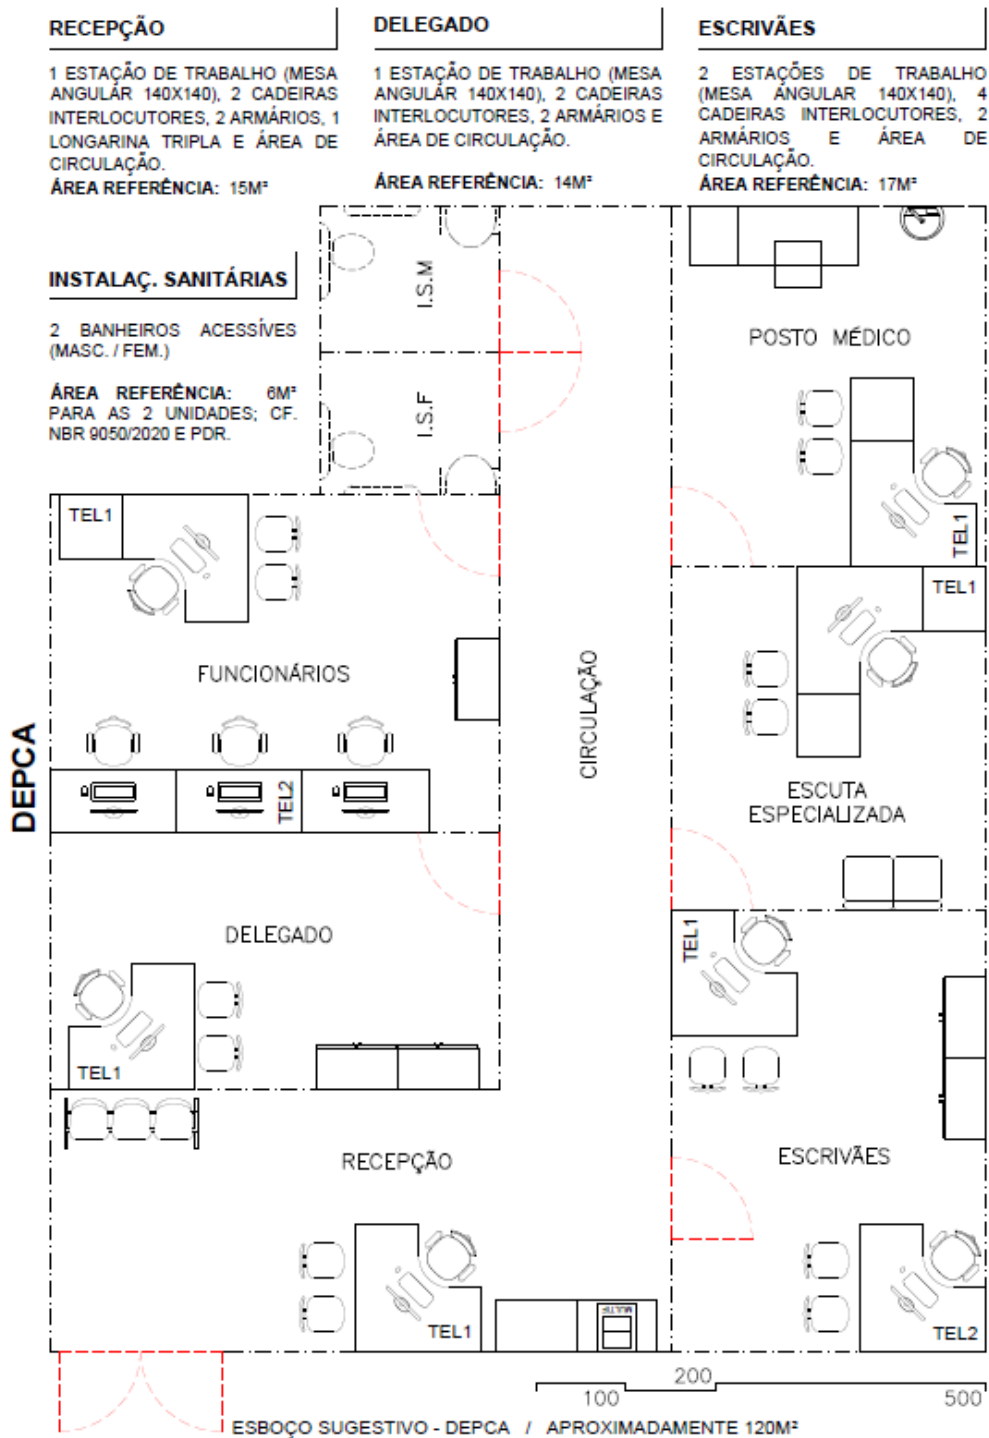 RECEPÇÃO
1 ESTAÇÃO DE TRABALHO (MESA
ANGULAR 140X140), 2 CADEIRAS
INTERLOCUTORES, 2 ARMÁRIOS, 1
LONGARINA TRIPLA E ÁREA DE
CIRCULAÇÃO.
ÁREA REFERÊNCIA: 15M²
DELEGADO
1 ESTAÇÃO DE TRABALHO (MESA
ANGULAR 140X140), 2 CADEIRAS
INTERLOCUTORES, 2 ARMÁRIOS E
ÁREA DE CIRCULAÇÃO.
ÁREA REFERÊNCIA: 14M²
ESCRIVÃES
2 ESTAÇÕES DE TRABALHO
(MESA ANGULAR 140X140), 4
CADEIRAS INTERLOCUTORES, 2
ARMÁRIOS E ÁREA DE
CIRCULAÇÃO.
ÁREA REFERÊNCIA: 17M²
INSTALAÇ. SANITÁRIAS
2 BANHEIROS ACESSÍVES
(MASC. / FEM.)
ÁREA REFERÊNCIA: 6M²
PARA AS 2 UNIDADES; CF.
NBR 9050/2020 E PDR.
I.S.M
I.S.F
POSTO MÉDICO
TEL1
TEL1
FUNCIONÁRIOS
TEL2
CIRCULAÇÃO
TEL1
ESCUTA
ESPECIALIZADA
DEPCA
DELEGADO
TEL1
TEL1
RECEPÇÃO
TEL1
MULTIF
ESCRIVÃES
TEL2
100
200
500
ESBOÇO SUGESTIVO - DEPCA / APROXIMADAMENTE 120M²